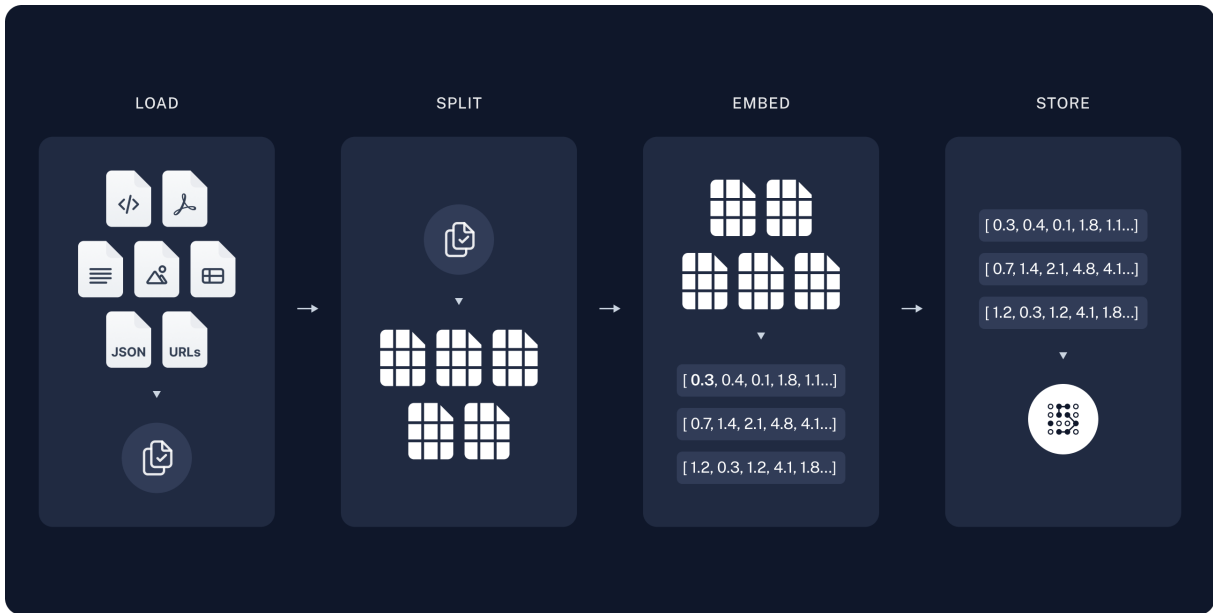 LOAD
SPLIT
EMBED
STORE
</>
JSON
URLs
[ 0.3, 0.4, 0.1, 1.8, 1.1...]
[ 0.7, 1.4, 2.1, 4.8, 4.1...]
[ 1.2, 0.3, 1.2, 4.1, 1.8...]
[ 0.3, 0.4, 0.1, 1.8, 1.1...]
[ 0.7, 1.4, 2.1, 4.8, 4.1...]
[ 1.2, 0.3, 1.2, 4.1, 1.8...]